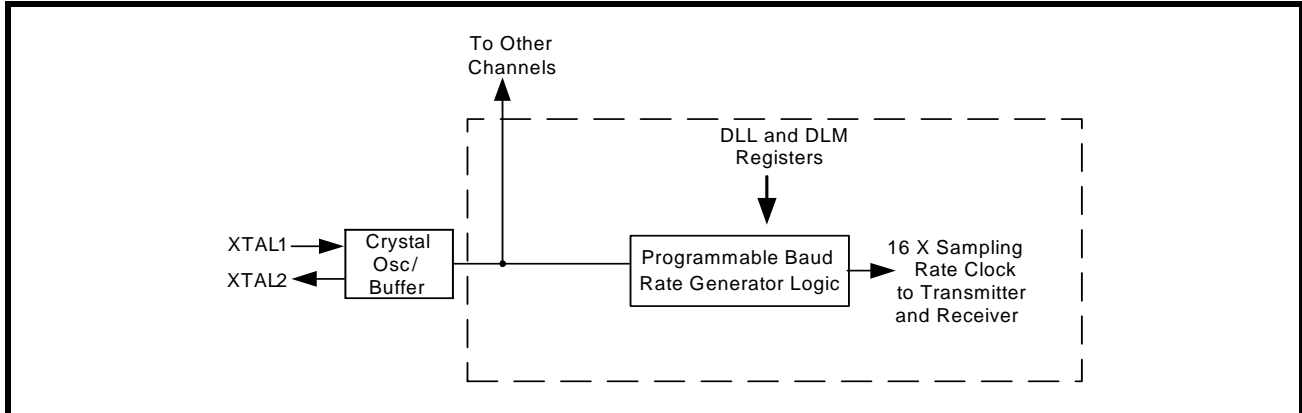 To Other
Channels
DLL and DLM
Registers
XTAL1
XTAL2
Crystal
Osc/
Buffer
Programmable Baud
Rate Generator Logic
16 X Sampling
Rate Clock
to Transmitter
and Receiver